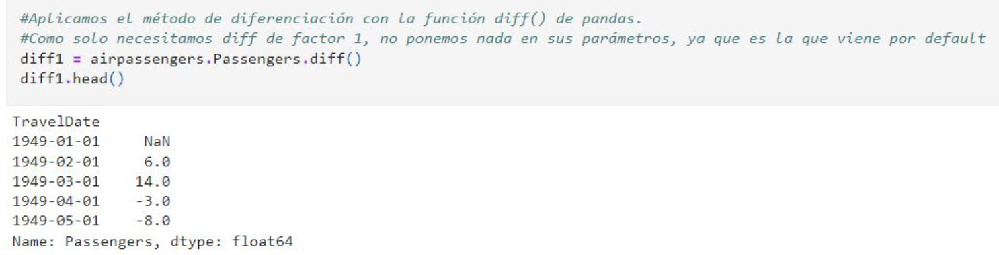 #Aplicamos el método de diferenciación con la función diff() de pandas.
#Como solo necesitamos diff de factor 1, no ponemos nada en sus parámetros, ya que es la que viene por default
diff1 = airpassengers.Passengers.diff()
diff1.head()
TravelDate
1949-01-01     NaN
1949-02-01     6.0
1949-03-01    14.0
1949-04-01    -3.0
1949-05-01    -8.0
Name: Passengers, dtype: float64